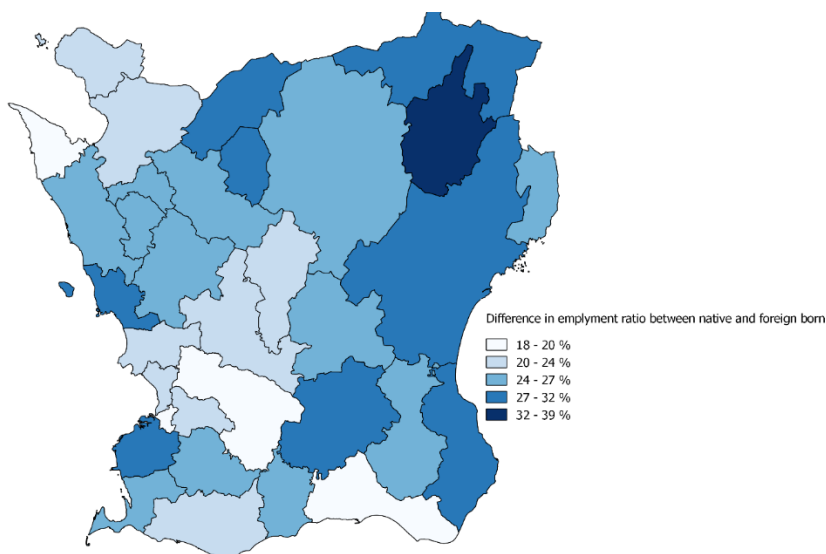 Difference in emplyment ratio between native and foreign born
18 - 20 %
20 - 24 %
24 - 27 %
27 - 32 %
32 - 39 %